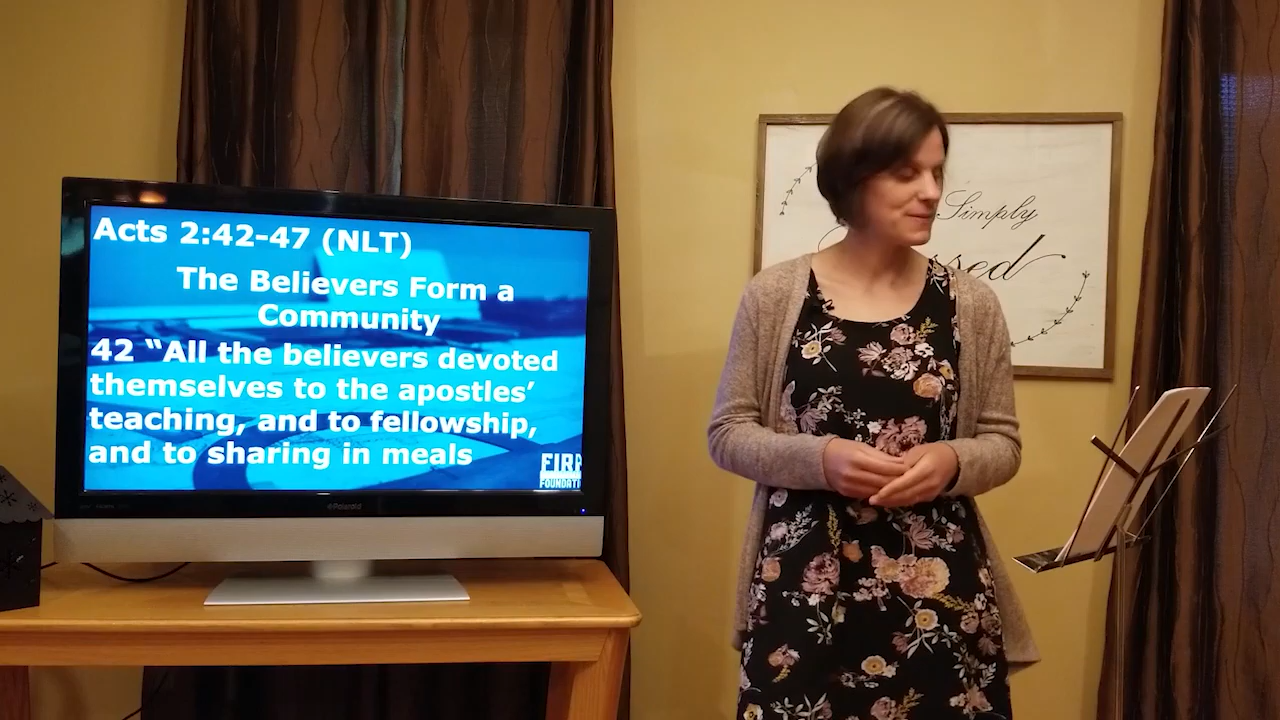 Acts 2:42-47 (NLT)
The Believers Form a
Community
42 “All the believers devoted
themselves to the apostles’
teaching, and to fellowship,
and to sharing in meals
Polaroid
Simply